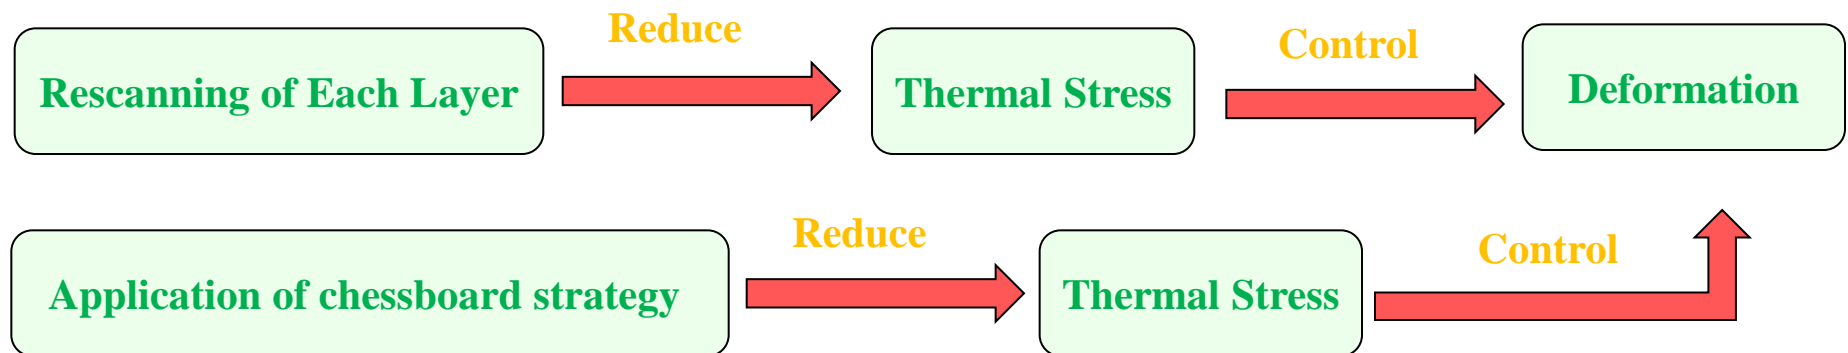 Reduce
Control
Rescanning of Each Layer
Thermal Stress
Deformation
Reduce
Control
Application of chessboard strategy
Thermal Stress